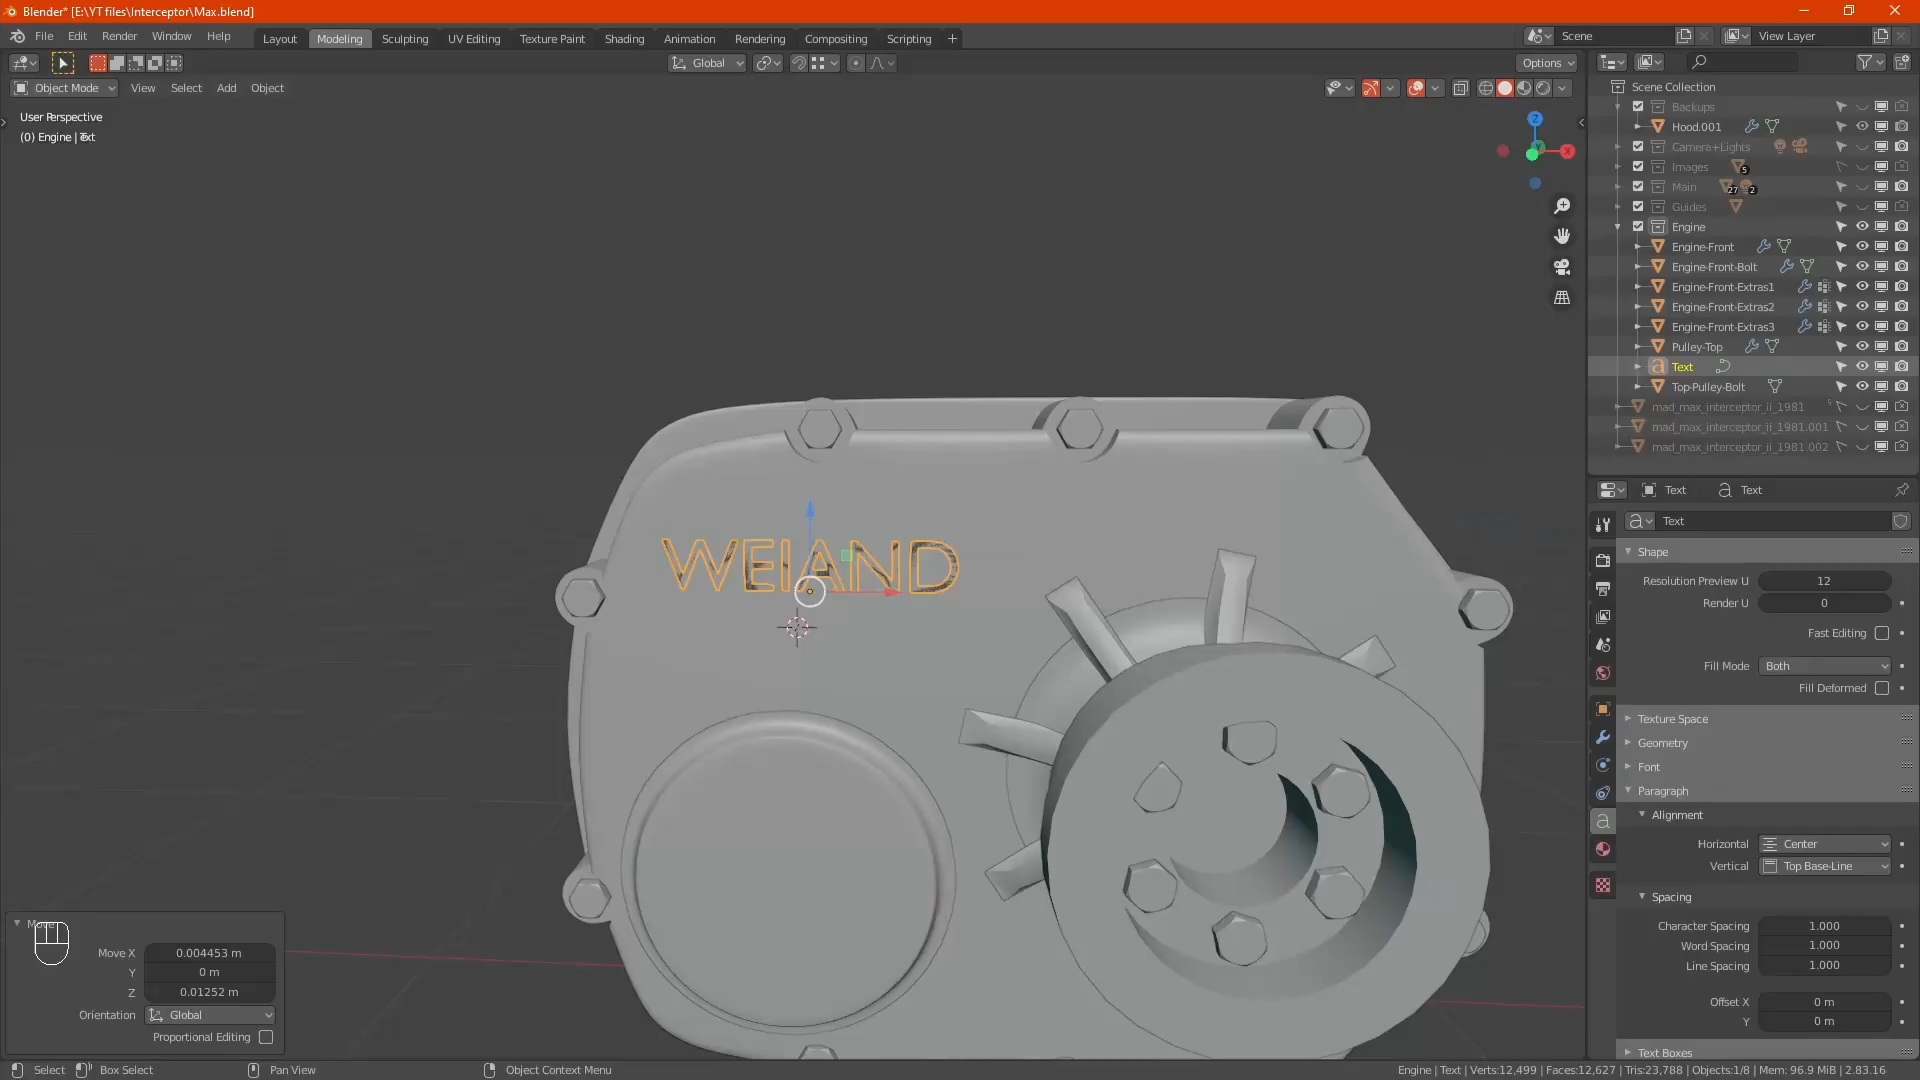 Blender* [E:\YT files\Interceptor\Max.blend]
File Edit Render Window Help
Layout Modeling Sculpting UV Editing Texture Paint Shading Animation Rendering Compositing Scripting +
Scene
View Layer
Global
Options
Object Mode View Select Add Object
User Perspective
(0) Engine | Text
Z
X
WEIAND
Scene Collection
Backups
Hood.001
Camera+Lights
Images 5
Main 27 2
Guides
Engine
Engine-Front
Engine-Front-Bolt
Engine-Front-Extras1
Engine-Front-Extras2
Engine-Front-Extras3
Pulley-Top
Text
Top-Pulley-Bolt
mad_max_interceptor_ii_1981
mad_max_interceptor_ii_1981.001
mad_max_interceptor_ii_1981.002
Text Text
Text
Shape
Resolution Preview U 12
Render U 0
Fast Editing
Fill Mode Both
Fill Deformed
Texture Space
Geometry
Font
Paragraph
Alignment
Horizontal Center
Vertical Top Base-Line
Spacing
Character Spacing 1.000
Word Spacing 1.000
Line Spacing 1.000
Offset X 0 m
Y 0 m
Text Boxes
Move
Move X 0.004453 m
Y 0 m
Z 0.01252 m
Orientation Global
Proportional Editing
Select Box Select Pan View Object Context Menu
Engine | Text | Verts:12,499 | Faces:12,627 | Tris:23,788 | Objects:1/8 | Mem: 96.9 MiB | 2.83.16